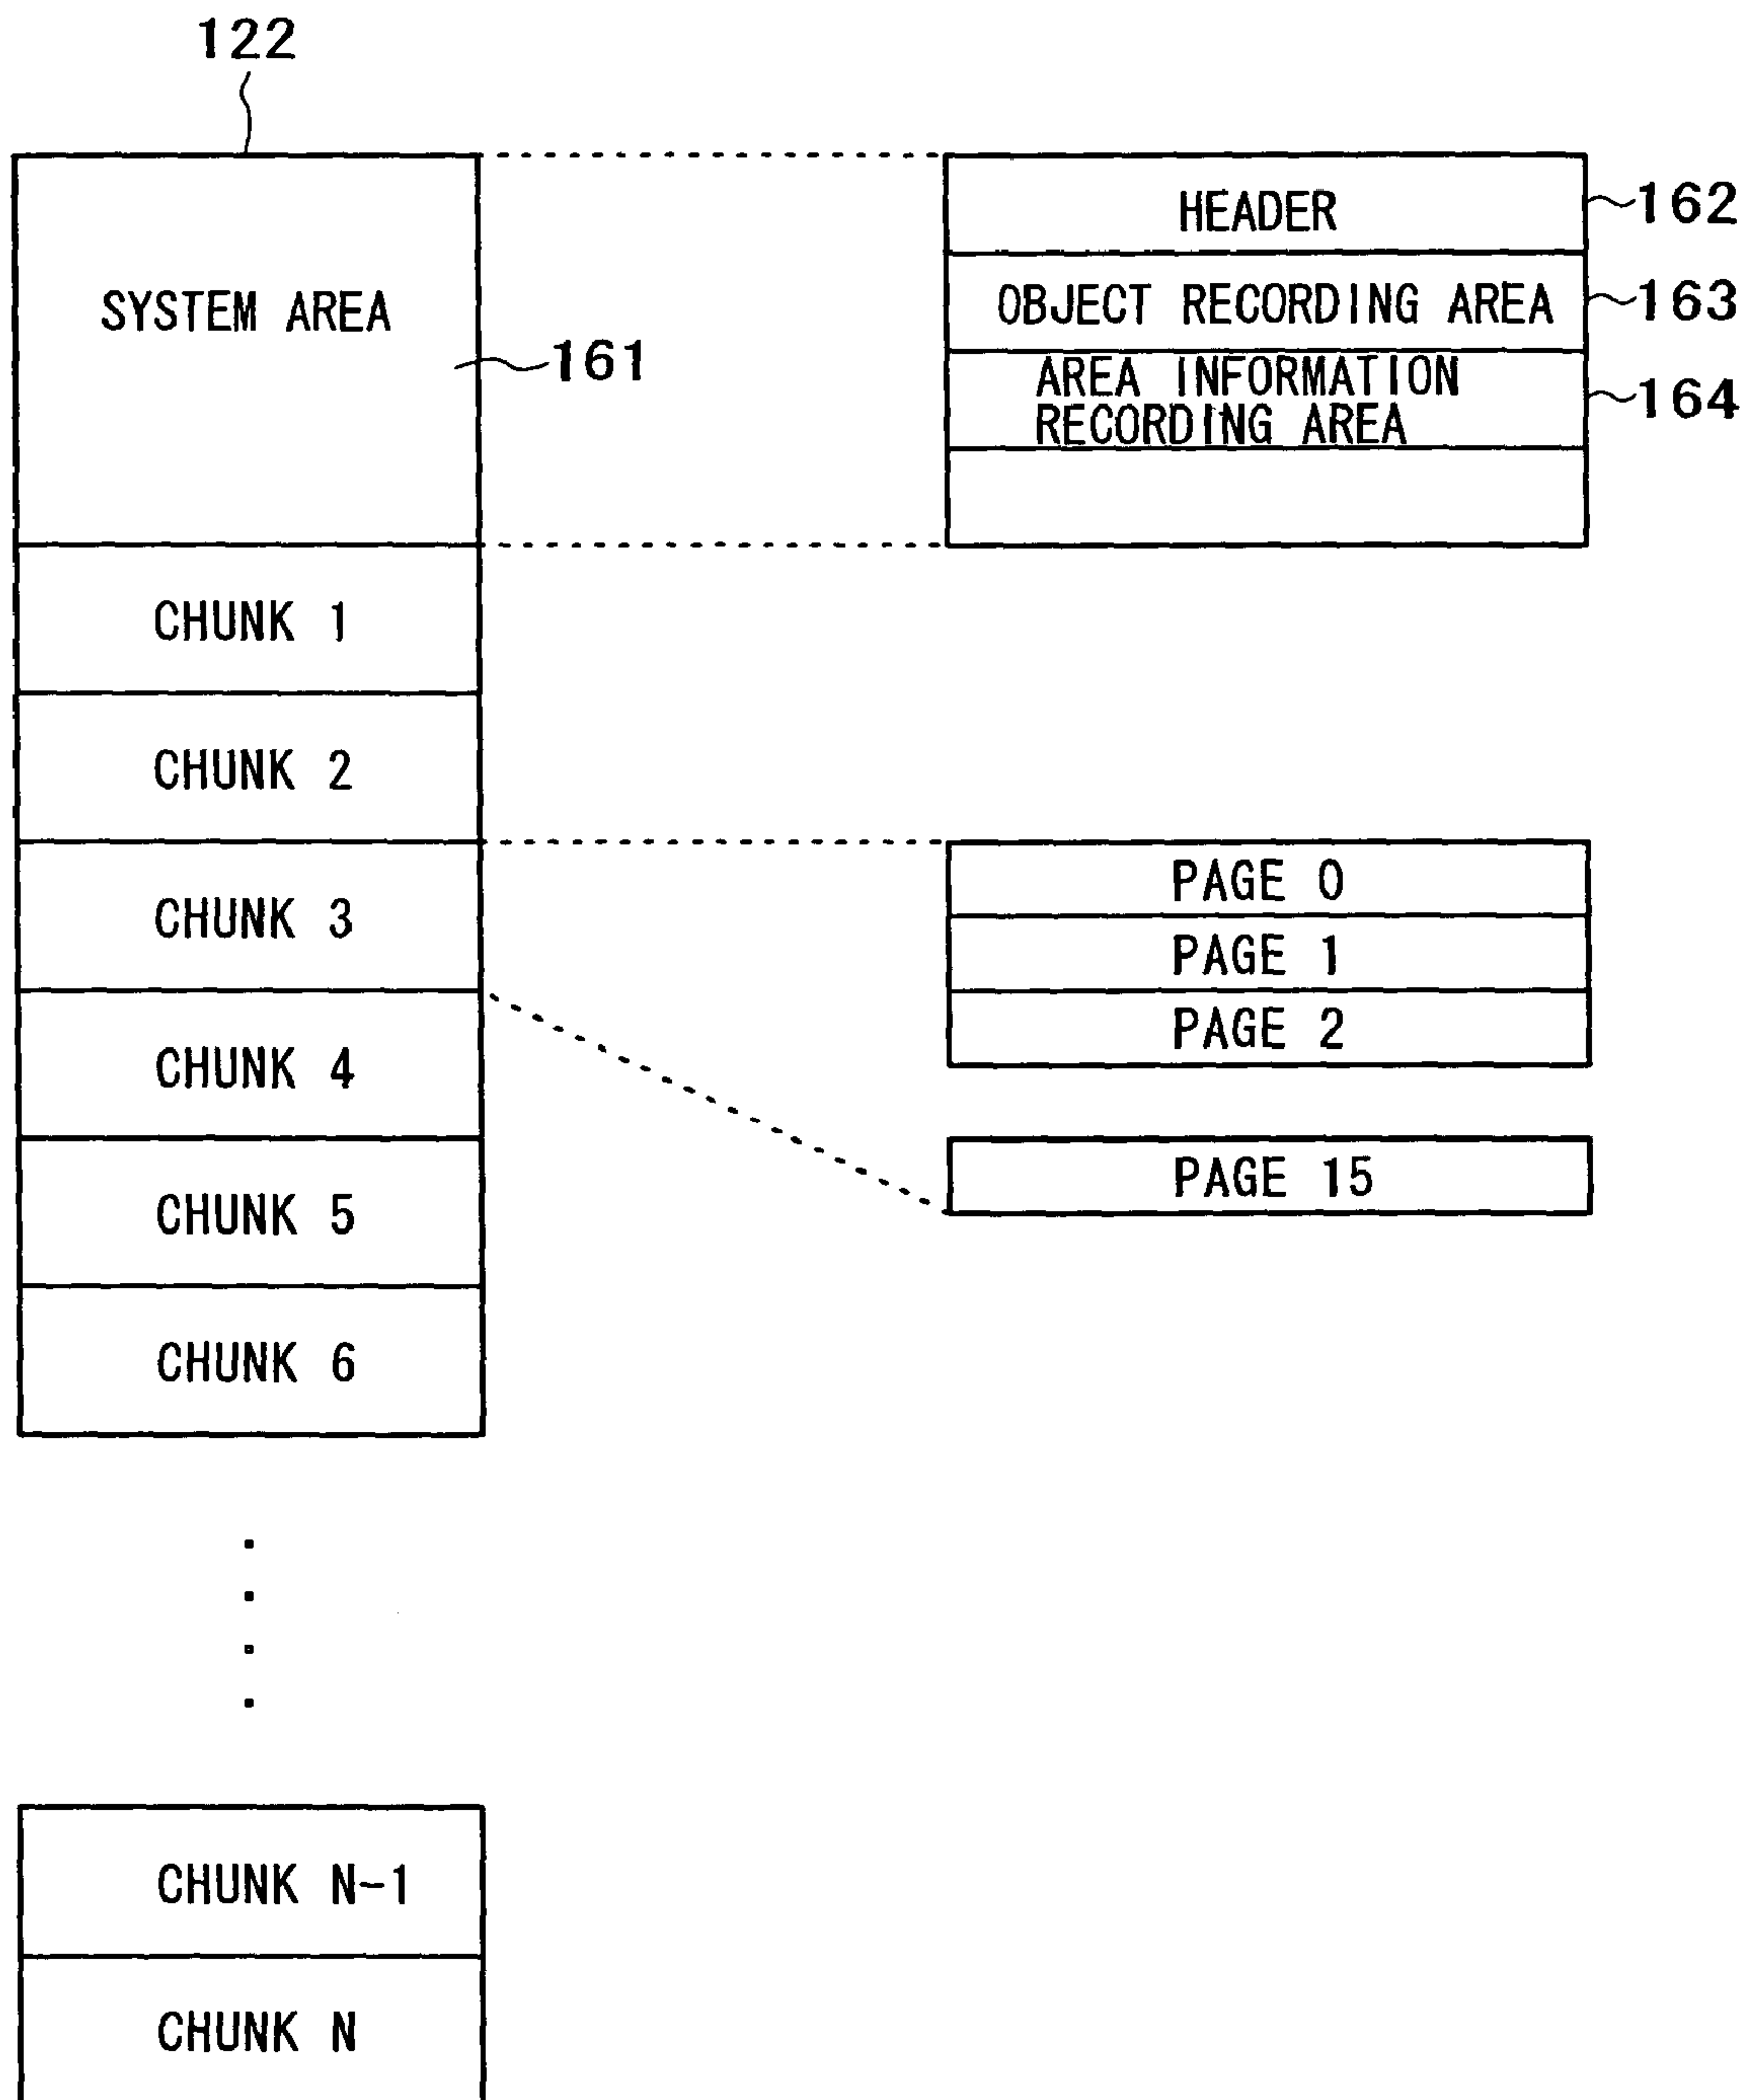 122
SYSTEM AREA
161
HEADER
162
OBJECT RECORDING AREA
163
AREA INFORMATION
RECORDING AREA
164
CHUNK 1
CHUNK 2
CHUNK 3
CHUNK 4
CHUNK 5
CHUNK 6
PAGE 0
PAGE 1
PAGE 2
PAGE 15
CHUNK N-1
CHUNK N